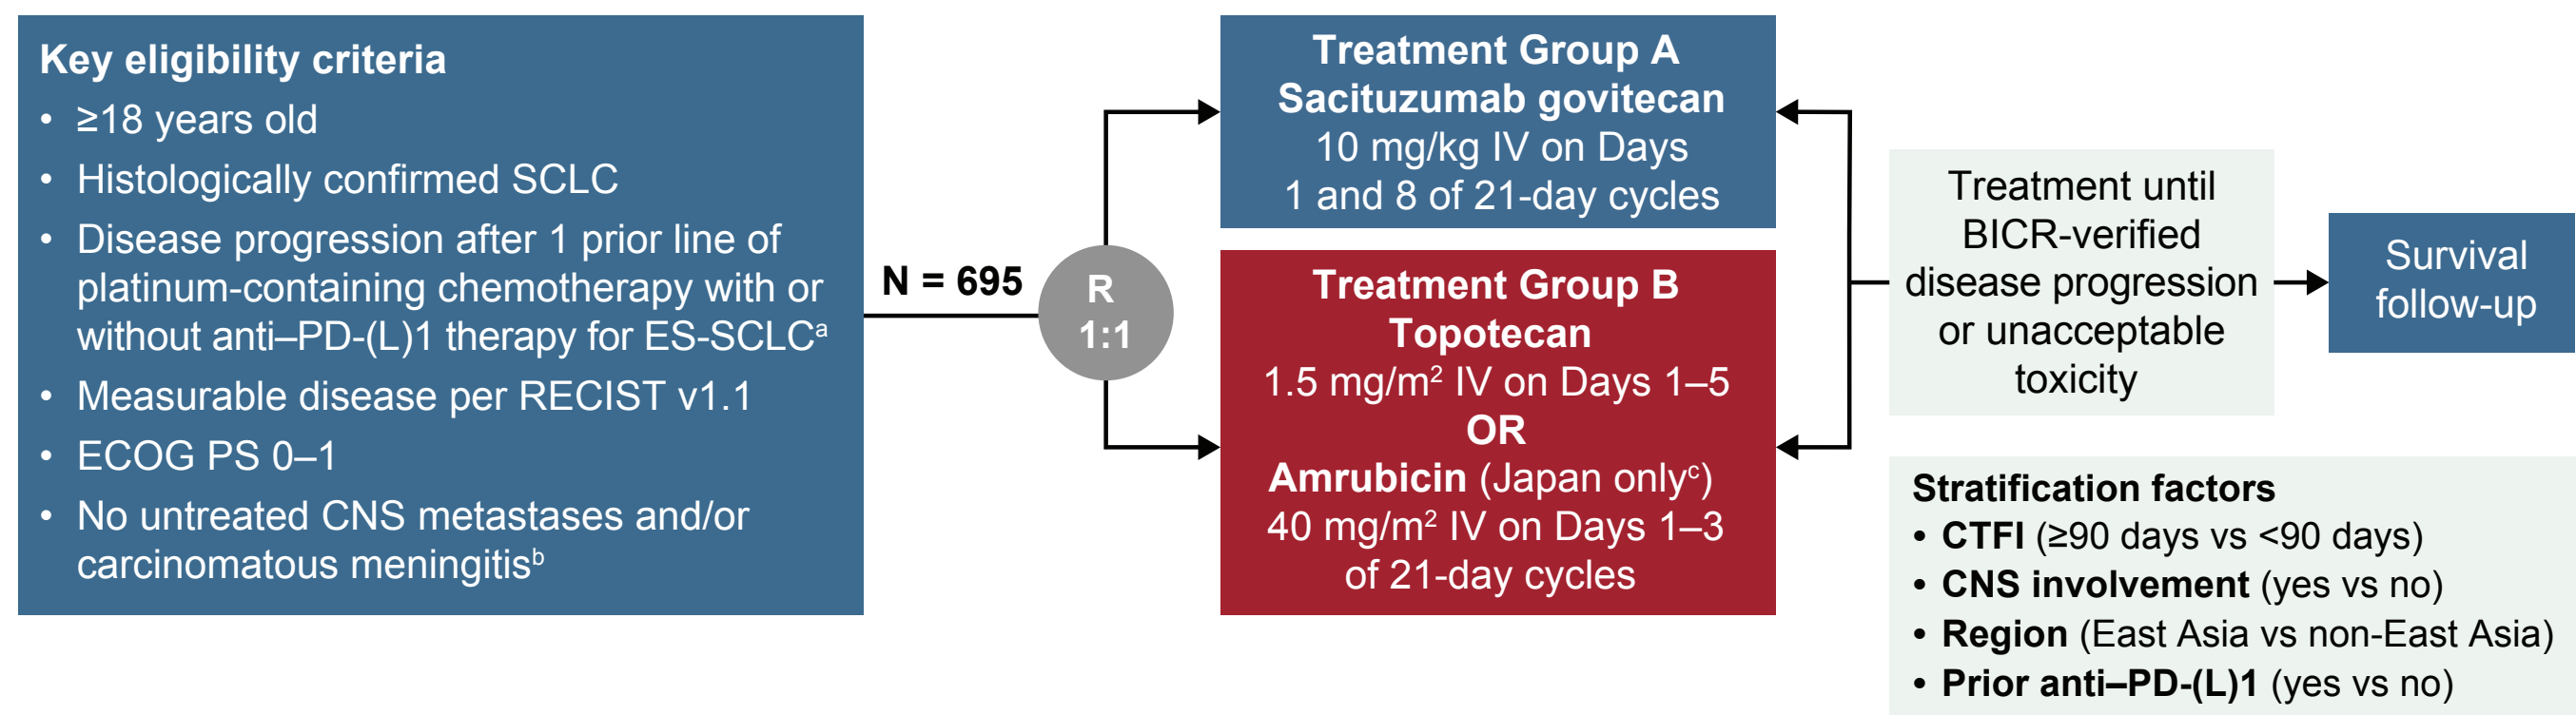 Key eligibility criteria
• ≥18 years old
• Histologically confirmed SCLC
• Disease progression after 1 prior line of
platinum-containing chemotherapy with or
without anti–PD-(L)1 therapy for ES-SCLCᵃ
• Measurable disease per RECIST v1.1
• ECOG PS 0–1
• No untreated CNS metastases and/or
carcinomatous meningitisᵇ
N = 695
R
1:1
Treatment Group A
Sacituzumab govitecan
10 mg/kg IV on Days
1 and 8 of 21-day cycles
Treatment Group B
Topotecan
1.5 mg/m² IV on Days 1–5
OR
Amrubicin (Japan onlyᶜ)
40 mg/m² IV on Days 1–3
of 21-day cycles
Treatment until
BICR-verified
disease progression
or unacceptable
toxicity
Survival
follow-up
Stratification factors
• CTFI (≥90 days vs <90 days)
• CNS involvement (yes vs no)
• Region (East Asia vs non-East Asia)
• Prior anti–PD-(L)1 (yes vs no)